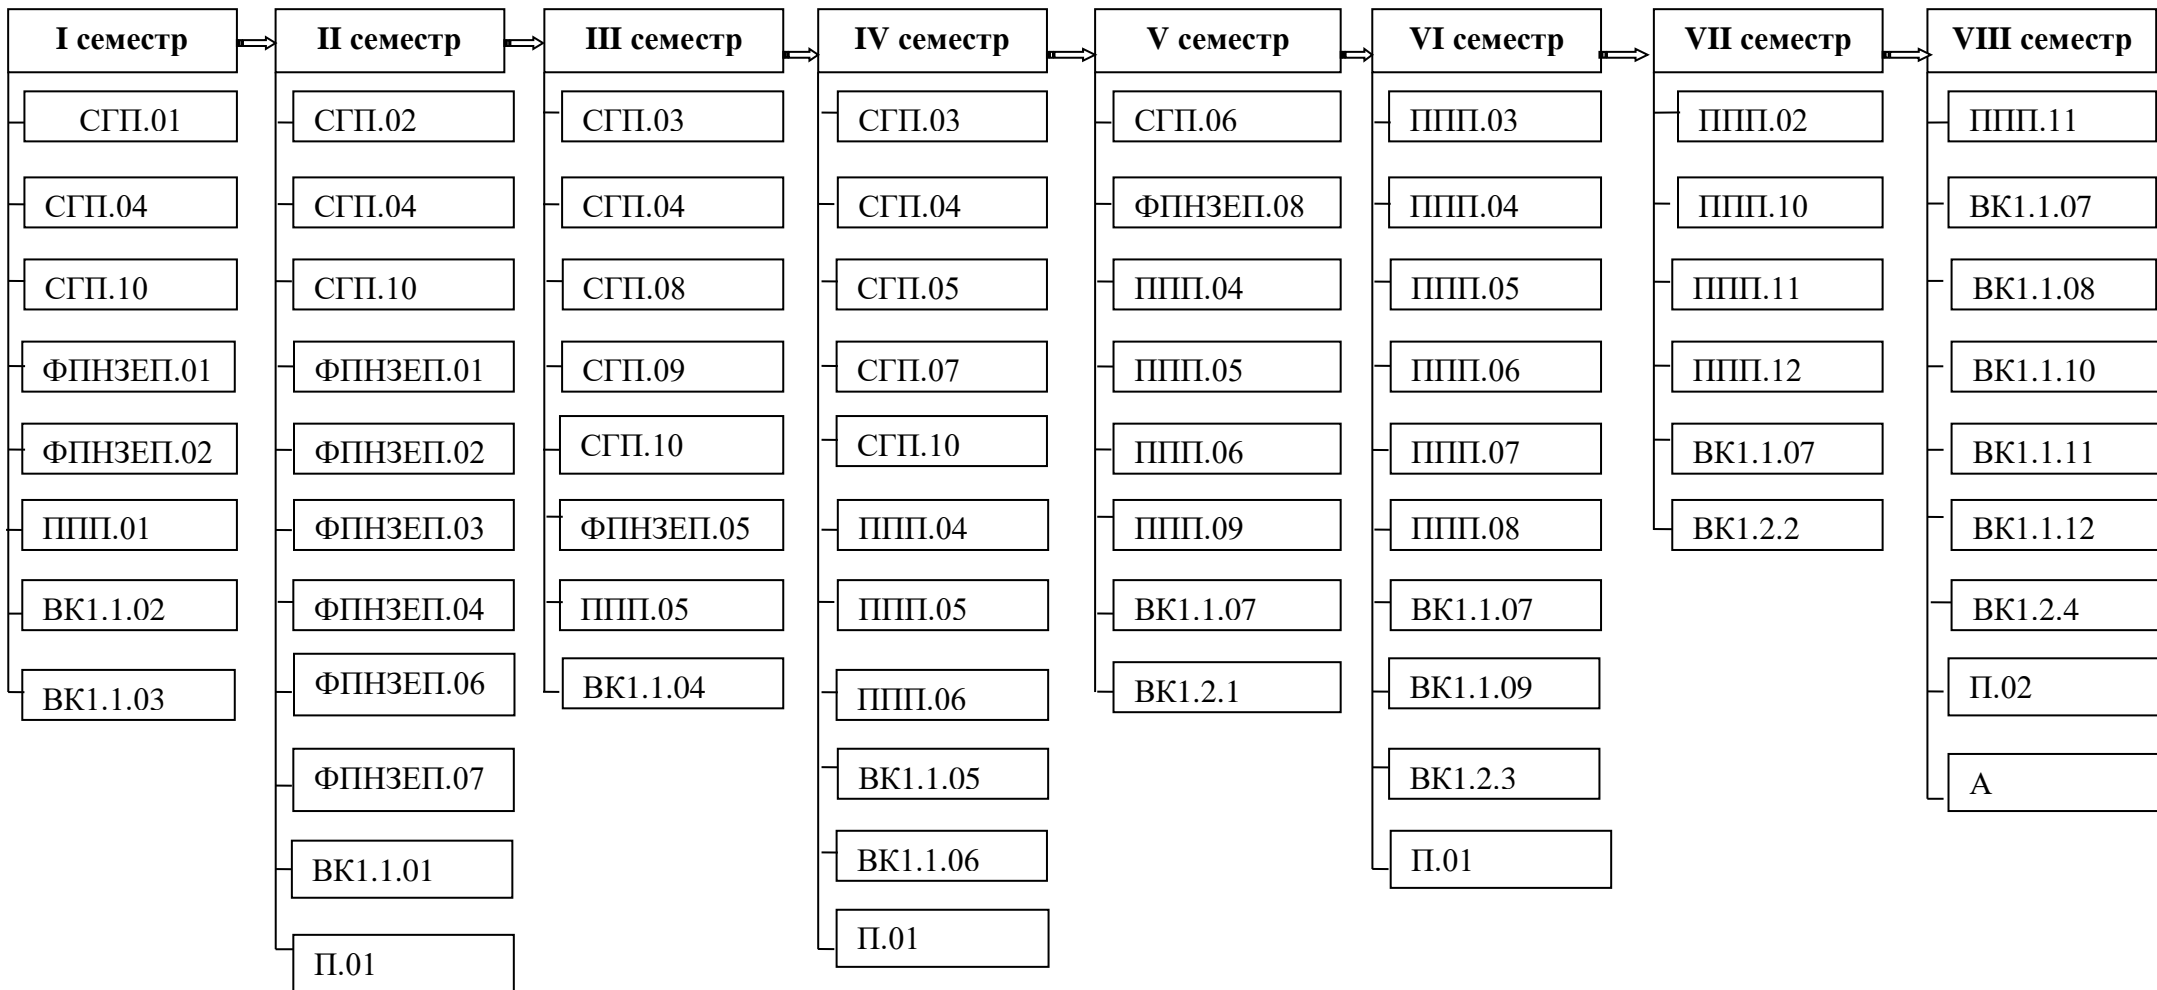 I семестр
II семестр
III семестр
IV семестр
V семестр
VI семестр
VII семестр
VIII семестр
СГП.01
СГП.02
СГП.03
СГП.03
СГП.06
ППП.03
ППП.02
ППП.11
СГП.04
СГП.04
СГП.04
СГП.04
ФПНЗЕП.08
ППП.04
ППП.10
ВК1.1.07
СГП.10
СГП.10
СГП.08
СГП.05
ППП.04
ППП.05
ППП.11
ВК1.1.08
ФПНЗЕП.01
ФПНЗЕП.01
СГП.09
СГП.07
ППП.05
ППП.06
ППП.12
ВК1.1.10
ФПНЗЕП.02
ФПНЗЕП.02
СГП.10
СГП.10
ППП.06
ППП.07
ВК1.1.07
ВК1.1.11
ППП.01
ФПНЗЕП.03
ФПНЗЕП.05
ППП.04
ППП.09
ППП.08
ВК1.2.2
ВК1.1.12
ВК1.1.02
ФПНЗЕП.04
ППП.05
ППП.05
ВК1.1.07
ВК1.1.07
ВК1.2.4
ВК1.1.03
ФПНЗЕП.06
ВК1.1.04
ППП.06
ВК1.2.1
ВК1.1.09
П.02
ФПНЗЕП.07
ВК1.1.05
ВК1.2.3
А
ВК1.1.01
ВК1.1.06
П.01
П.01
П.01